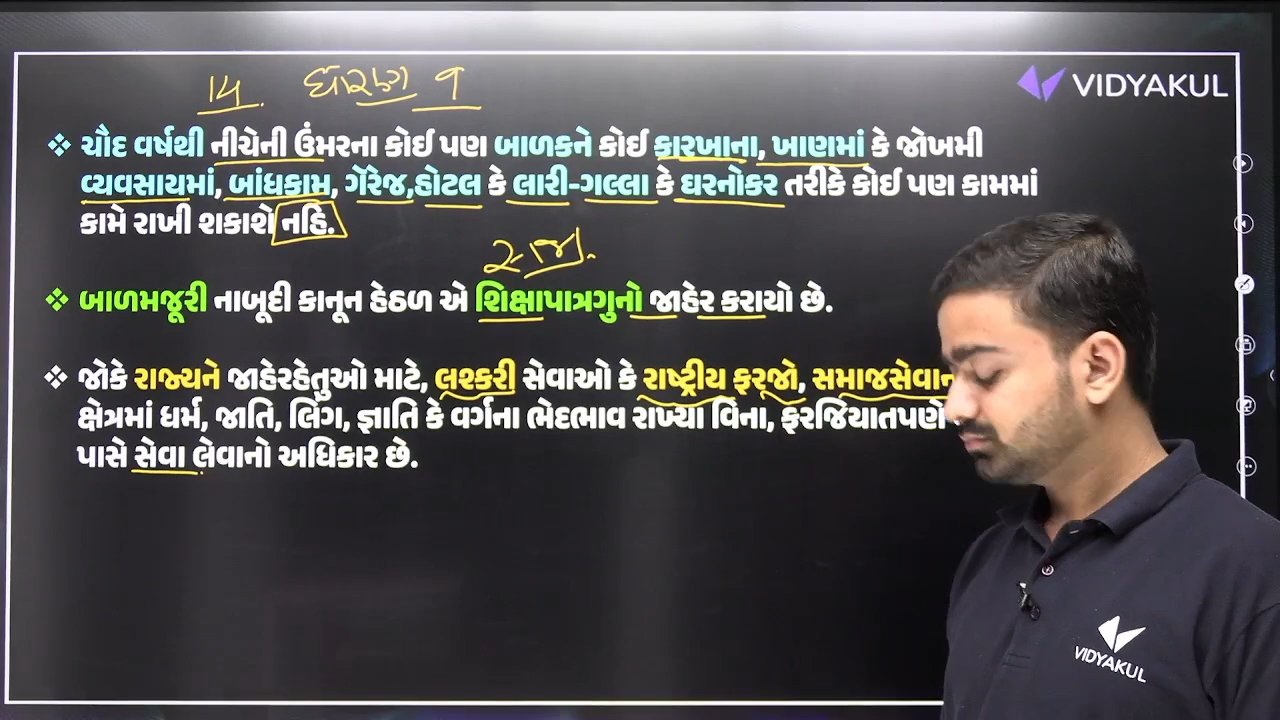 14 ધોરણ 9
VIDYAKUL
❖ ચૌદ વર્ષથી નીચેની ઉંમરના કોઈ પણ બાળકને કોઈ કારખાના, ખાણમાં કે જોખમી
વ્યવસાયમાં, બાંધકામ, ગૅરેજ,હોટલ કે લારી-ગલ્લા કે ઘરનોકર તરીકે કોઈ પણ કામમાં
કામે રાખી શકાશે નહિ.
સજા.
❖ બાળમજૂરી નાબૂદી કાનૂન હેઠળ એ શિક્ષાપાત્રગુનો જાહેર કરાયો છે.
❖ જોકે રાજ્યને જાહેરહેતુઓ માટે, લશ્કરી સેવાઓ કે રાષ્ટ્રીય ફરજો,
ક્ષેત્રમાં ધર્મ, જાતિ, લિંગ, જ્ઞાતિ કે વર્ગના ભેદભાવ રાખ્યા વિના, ફરજિયાતપણે
પાસે સેવા લેવાનો અધિકાર છે.
VIDYAKUL